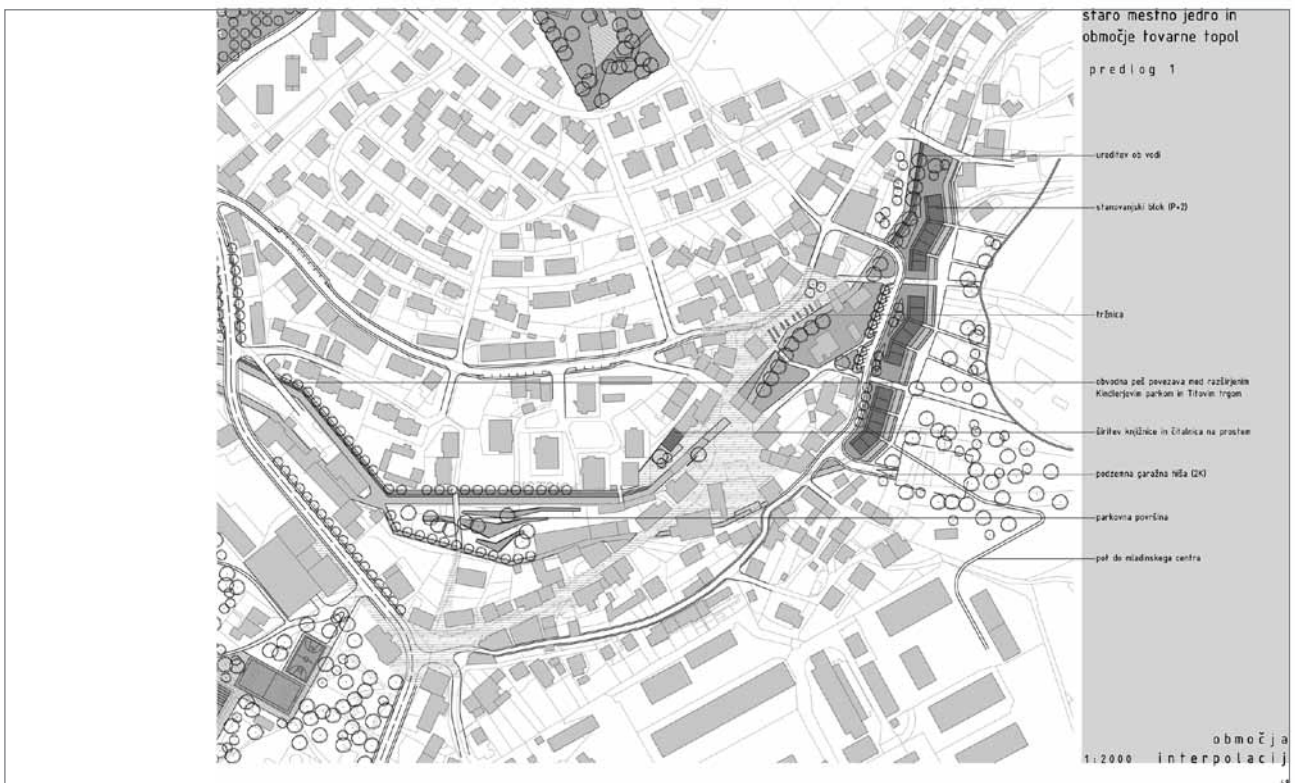 staro mestno jedro in
območje tovarne topol
predlog 1
ureditev ob vodi
stanovanjski blok (P+2)
tržnica
obvodna peš povezava med razširjenim
Kindlerjevim parkom in Titovim trgom
širitev knjižnice in čitalnica na prostem
podzemna garažna hiša (2K)
parkovna površina
pot do mladinskega centra
območja
1:2000 interpolacij